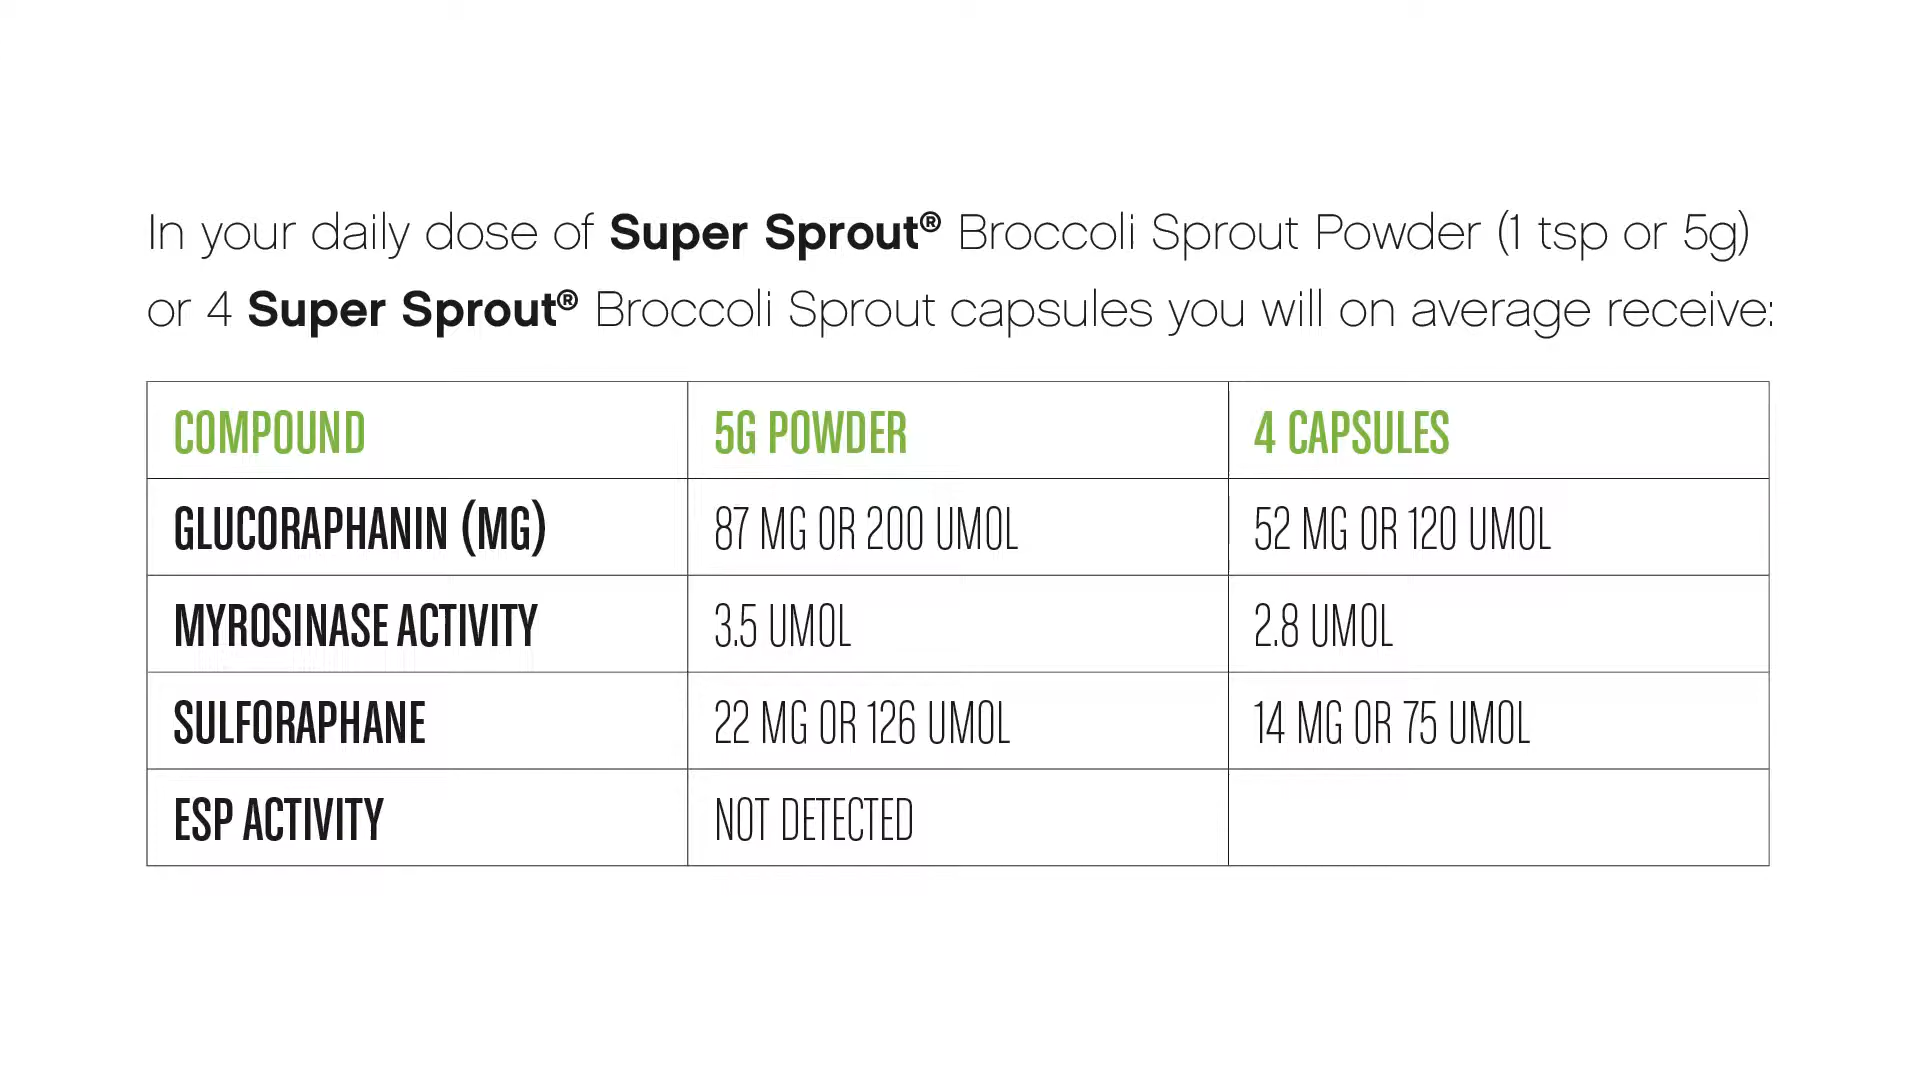 In your daily dose of Super Sprout® Broccoli Sprout Powder (1 tsp or 5g)
or 4 Super Sprout® Broccoli Sprout capsules you will on average receive:
COMPOUND 5G POWDER 4 CAPSULES
GLUCORAPHANIN (MG) 87 MG OR 200 UMOL 52 MG OR 120 UMOL
MYROSINASE ACTIVITY 3.5 UMOL 2.8 UMOL
SULFORAPHANE 22 MG OR 126 UMOL 14 MG OR 75 UMOL
ESP ACTIVITY NOT DETECTED